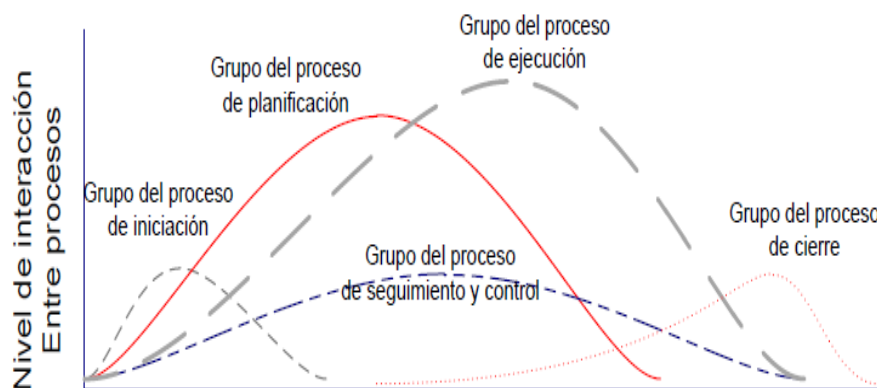 Grupo del proceso
de ejecución
Grupo del proceso
de planificación
Grupo del proceso
de iniciación
Grupo del proceso
de cierre
Grupo del proceso
de seguimiento y control
Nivel de interacción
Entre procesos